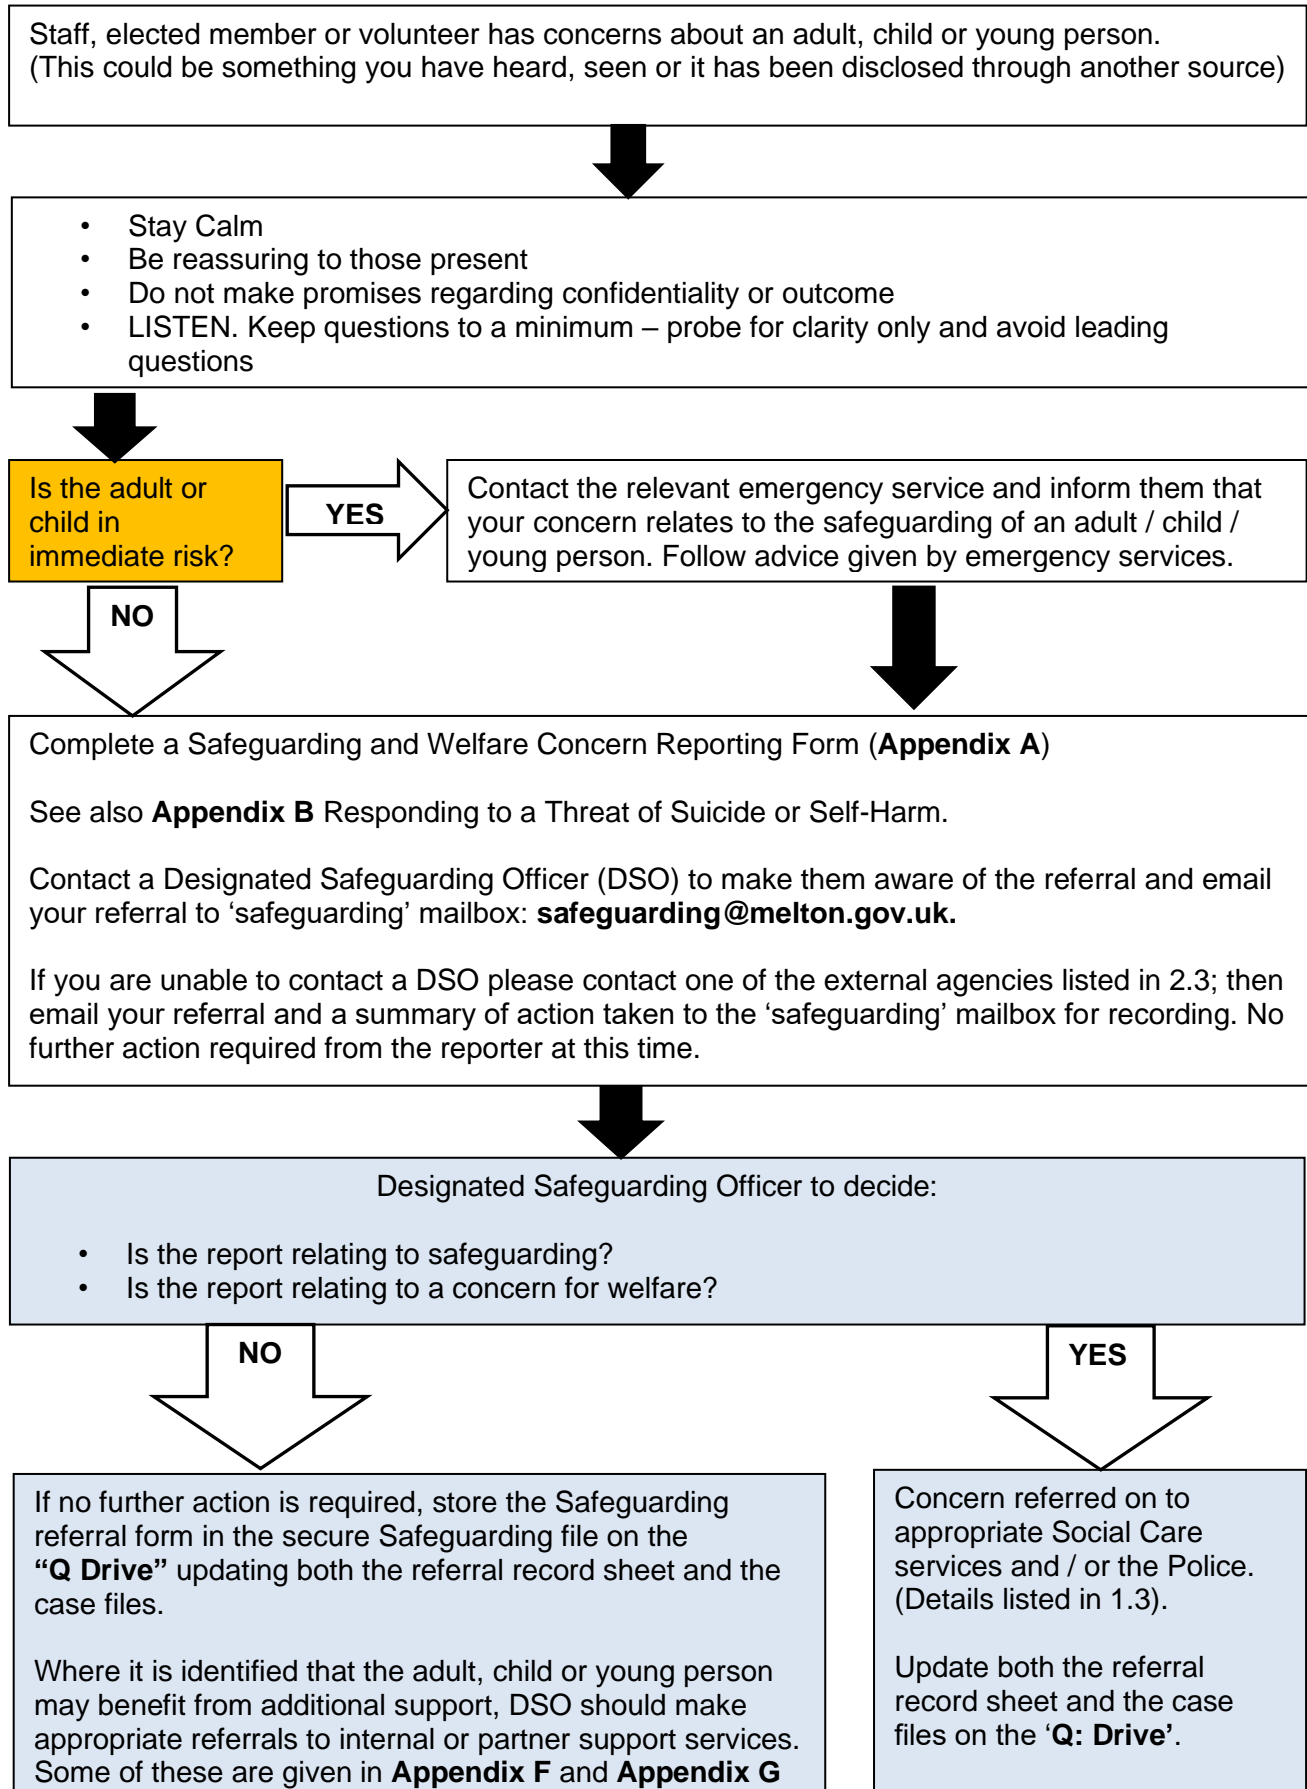 Staff, elected member or volunteer has concerns about an adult, child or young person.
(This could be something you have heard, seen or it has been disclosed through another source)
• Stay Calm
• Be reassuring to those present
• Do not make promises regarding confidentiality or outcome
• LISTEN. Keep questions to a minimum – probe for clarity only and avoid leading
questions
Is the adult or
child in
immediate risk?
YES
Contact the relevant emergency service and inform them that
your concern relates to the safeguarding of an adult / child /
young person. Follow advice given by emergency services.
NO
Complete a Safeguarding and Welfare Concern Reporting Form (Appendix A)
See also Appendix B Responding to a Threat of Suicide or Self-Harm.
Contact a Designated Safeguarding Officer (DSO) to make them aware of the referral and email
your referral to ‘safeguarding’ mailbox: safeguarding@melton.gov.uk.
If you are unable to contact a DSO please contact one of the external agencies listed in 2.3; then
email your referral and a summary of action taken to the ‘safeguarding’ mailbox for recording. No
further action required from the reporter at this time.
Designated Safeguarding Officer to decide:
• Is the report relating to safeguarding?
• Is the report relating to a concern for welfare?
NO
YES
If no further action is required, store the Safeguarding
referral form in the secure Safeguarding file on the
“Q Drive” updating both the referral record sheet and the
case files.
Where it is identified that the adult, child or young person
may benefit from additional support, DSO should make
appropriate referrals to internal or partner support services.
Some of these are given in Appendix F and Appendix G
Concern referred on to
appropriate Social Care
services and / or the Police.
(Details listed in 1.3).
Update both the referral
record sheet and the case
files on the ‘Q: Drive’.